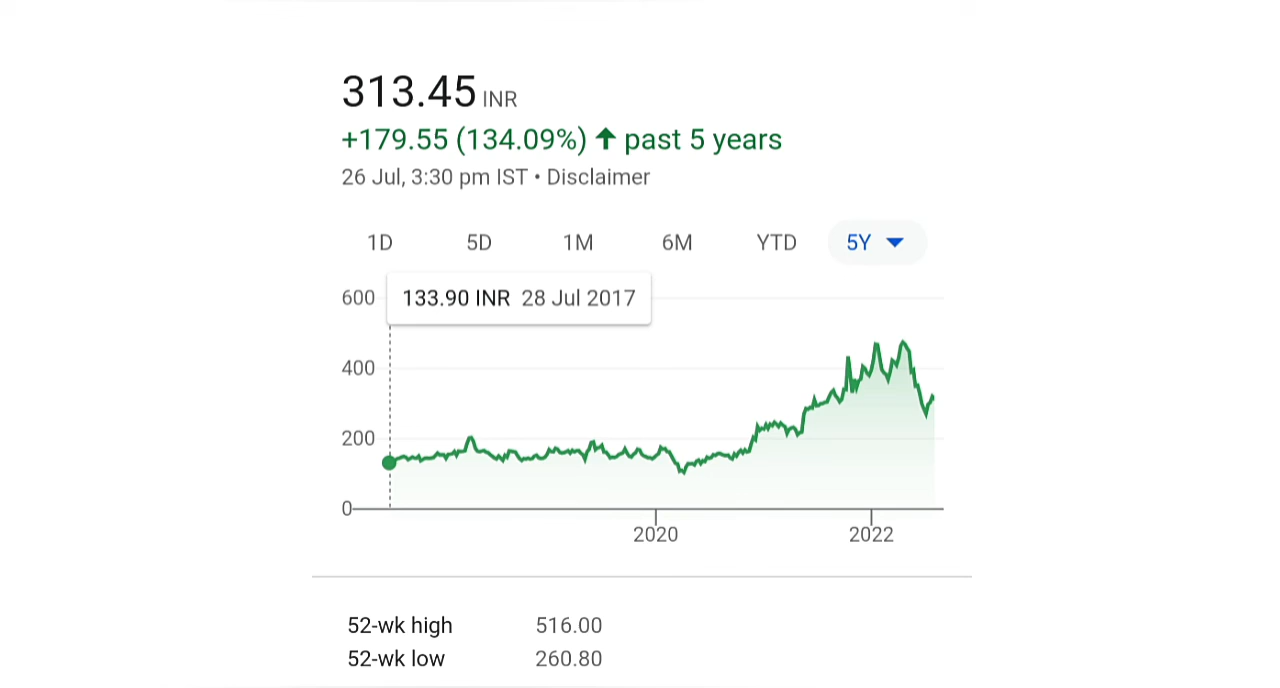 313.45 INR
+179.55 (134.09%) ↑ past 5 years
26 Jul, 3:30 pm IST • Disclaimer
1D 5D 1M 6M YTD 5Y
133.90 INR 28 Jul 2017
600
400
200
0
2020 2022
52-wk high 516.00
52-wk low 260.80